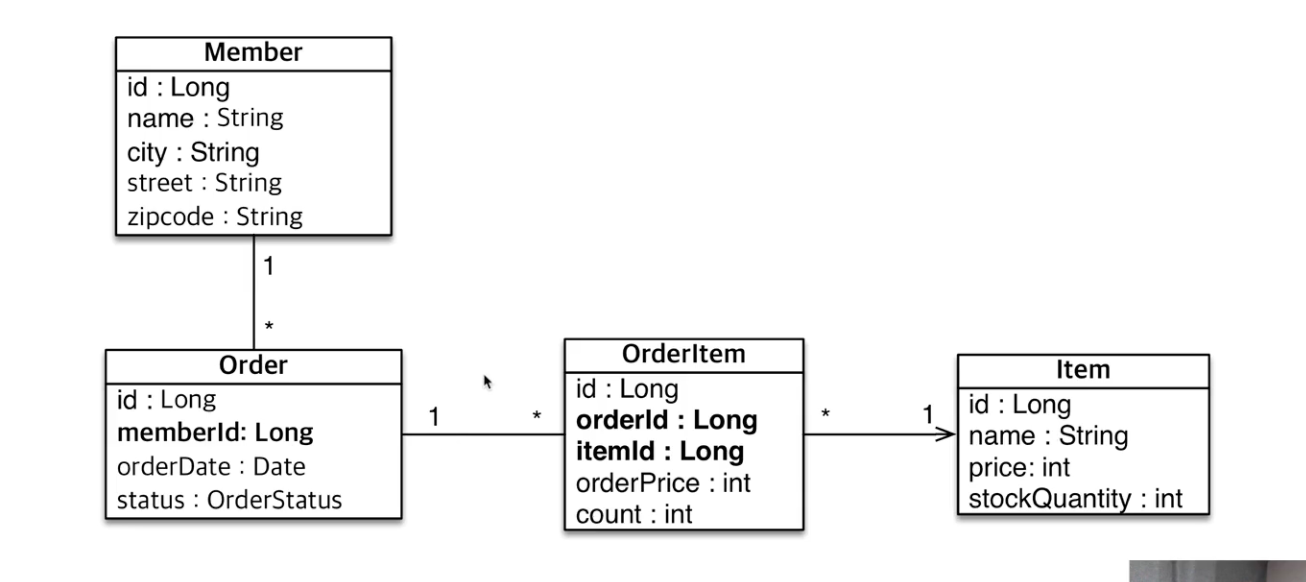 Member
id : Long
name : String
city : String
street : String
zipcode : String
1
*
Order
id : Long
memberId: Long
orderDate : Date
status : OrderStatus
1
*
OrderItem
id : Long
orderId : Long
itemId : Long
orderPrice : int
count : int
*
1
Item
id : Long
name : String
price: int
stockQuantity : int